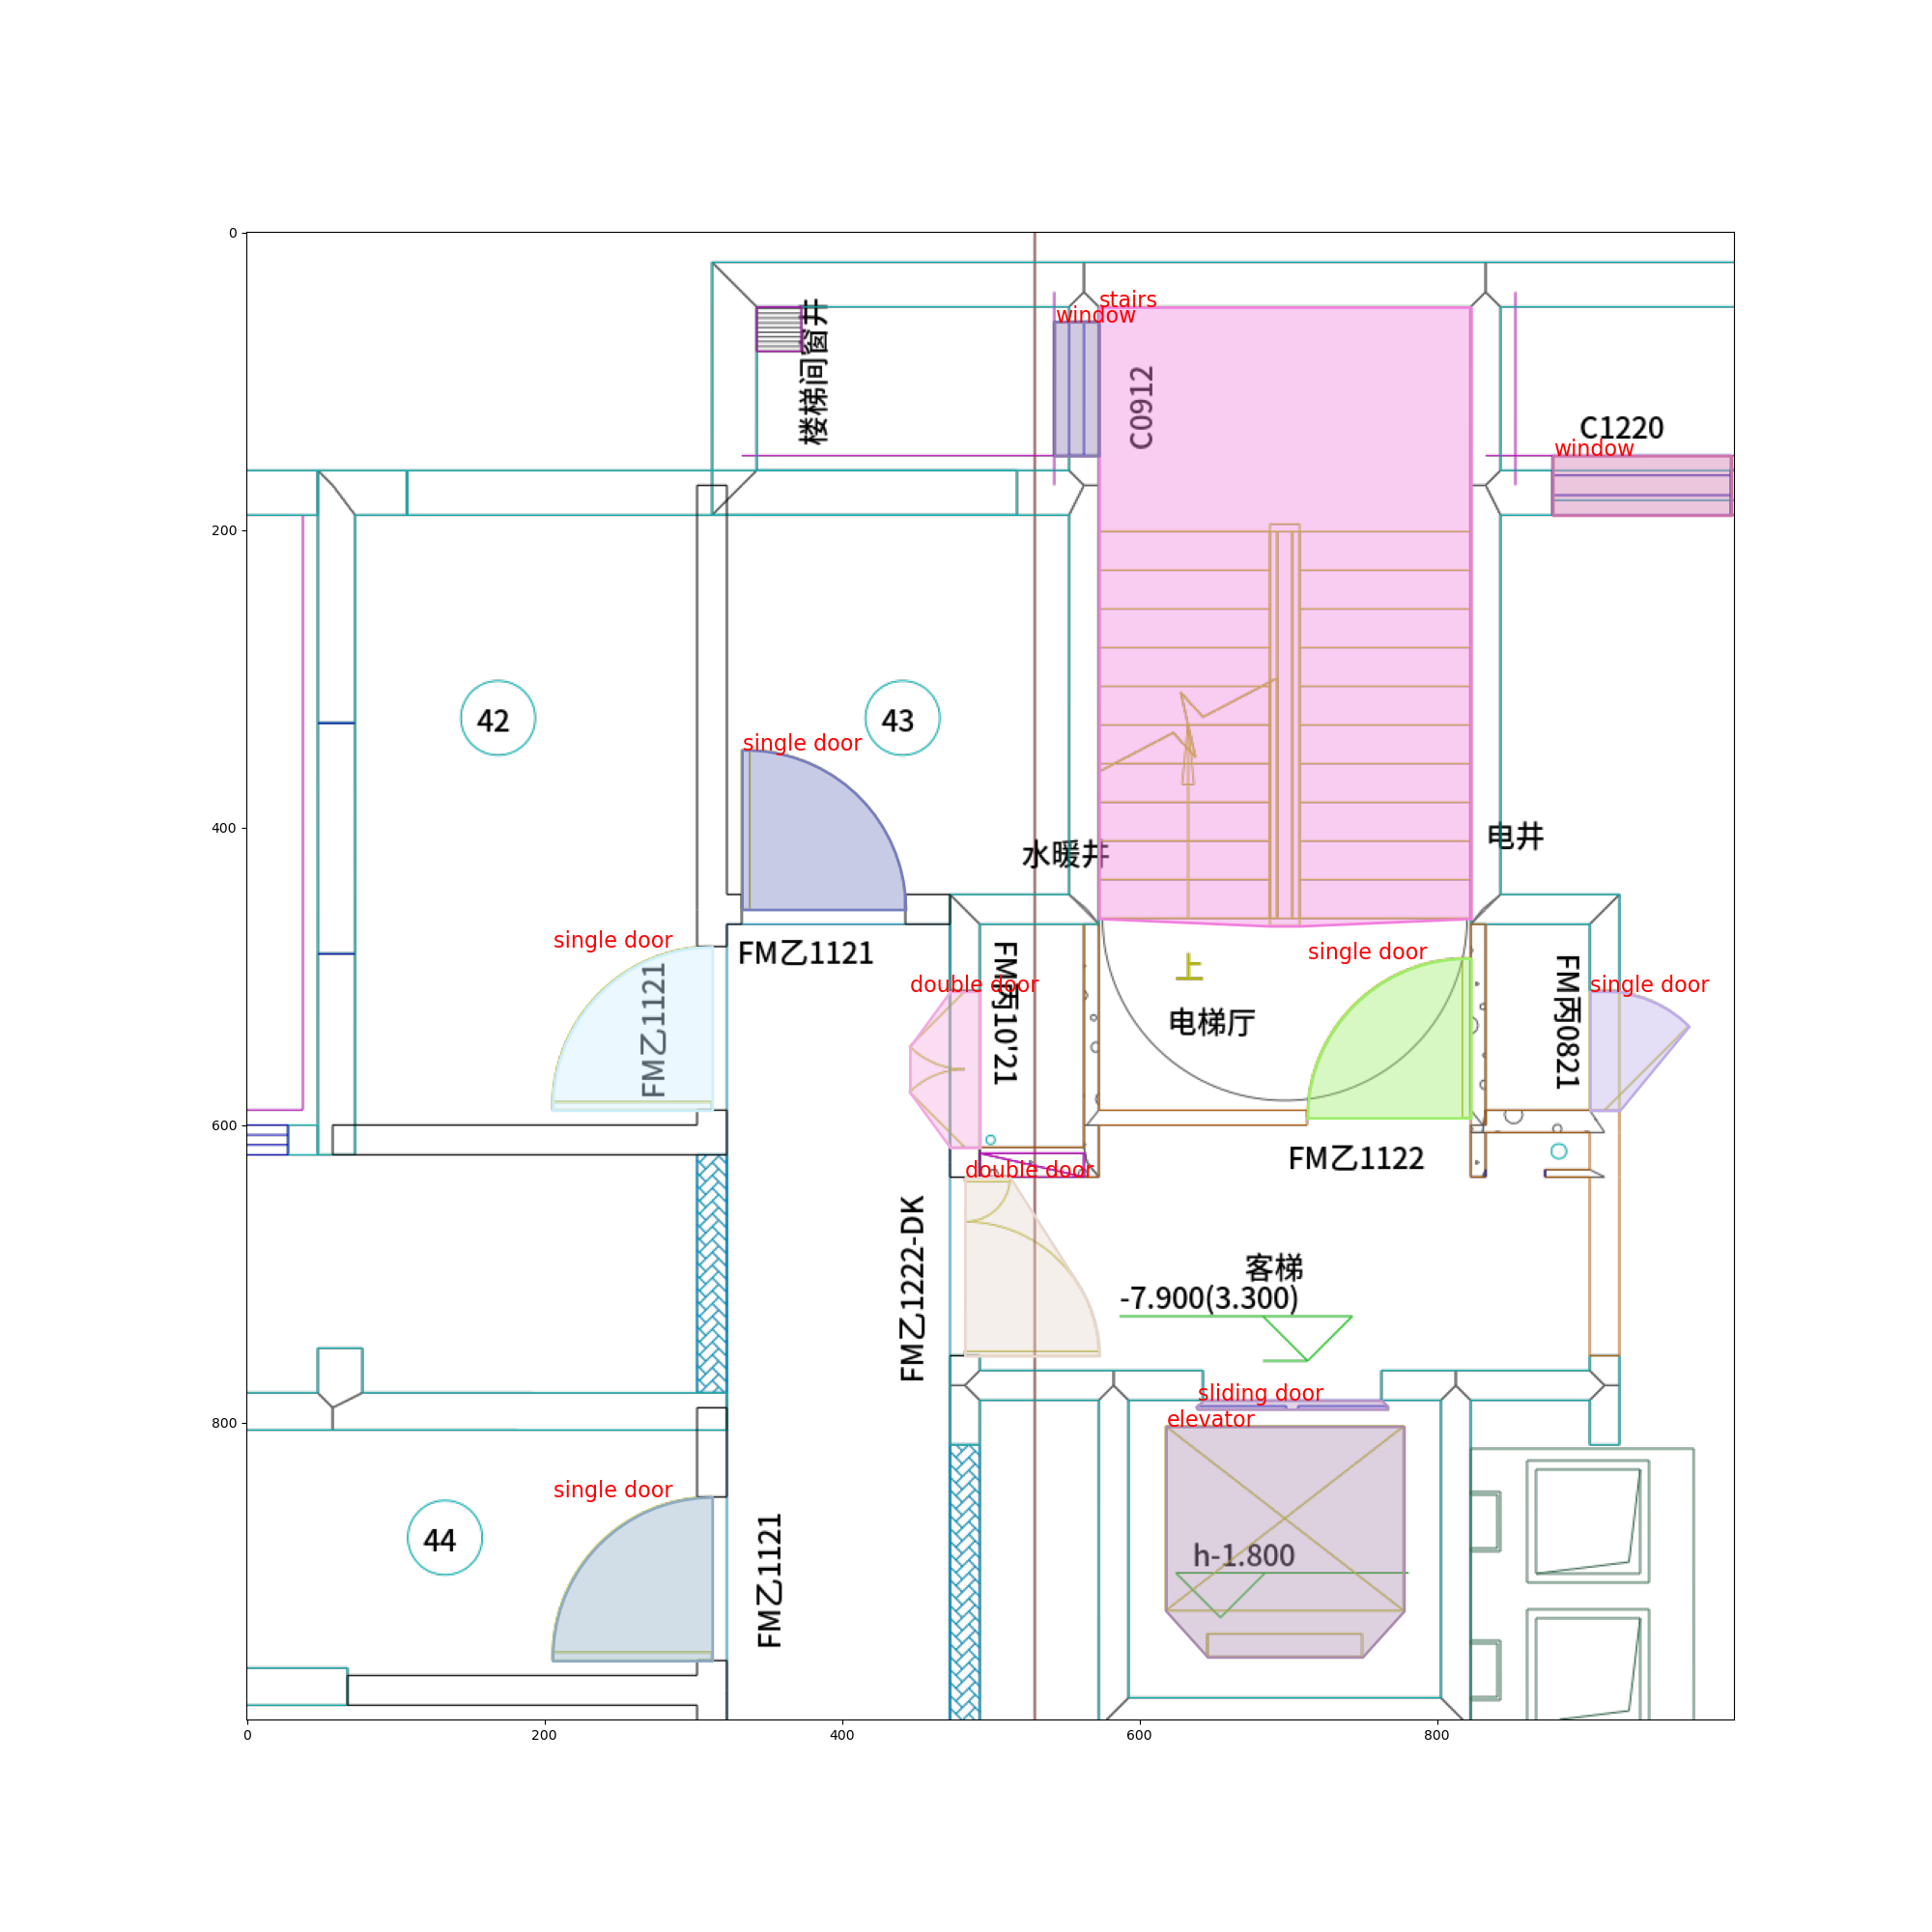 0
stairs
window
楼梯间窗井
C0912
C1220
window
200
42
43
single door
400
水暖井
电井
single door
FM乙1121
FM乙1121
double door
FM丙10'21
上
电梯厅
single door
FM丙0821
single door
600
FM乙1122
double door
FM乙1222-DK
客梯
-7.900(3.300)
sliding door
elevator
800
single door
44
FM乙1121
h-1.800
0
200
400
600
800